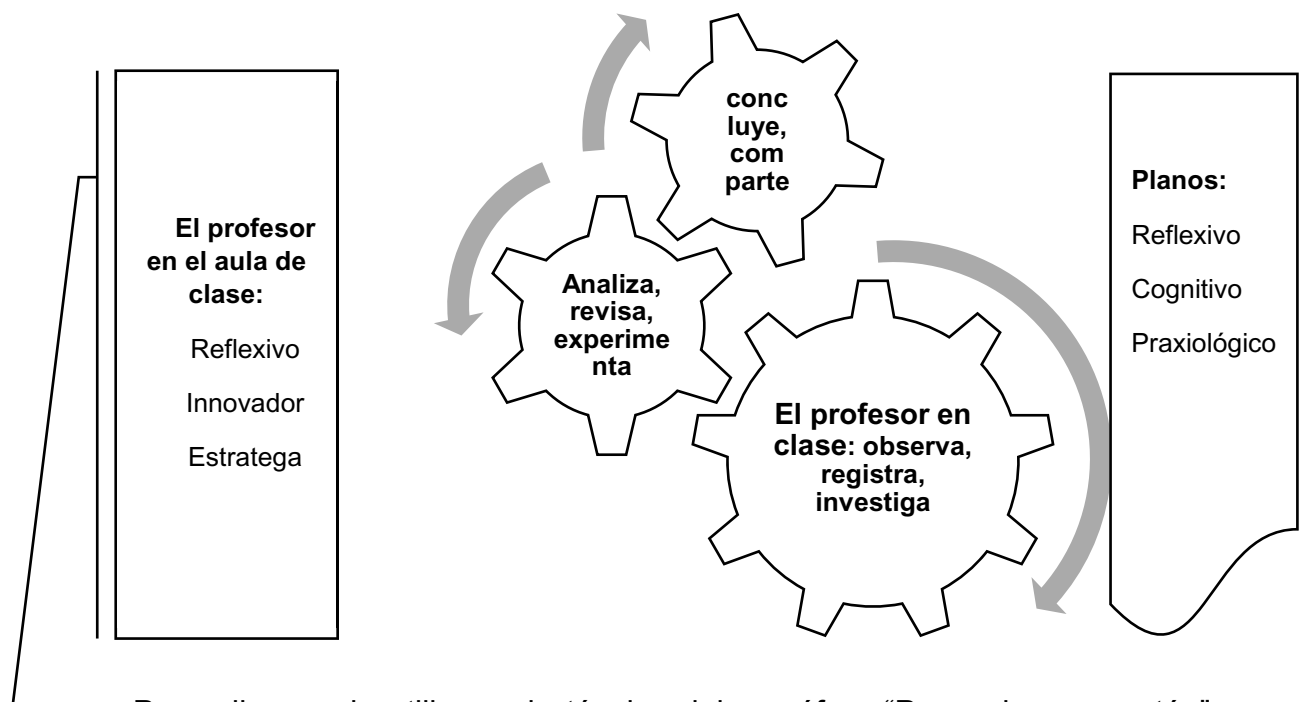 El profesor
en el aula de
clase:
Reflexivo
Innovador
Estratega
conc
luye,
com
parte
Analiza,
revisa,
experime
nta
El profesor en
clase: observa,
registra,
investiga
Planos:
Reflexivo
Cognitivo
Praxiológico